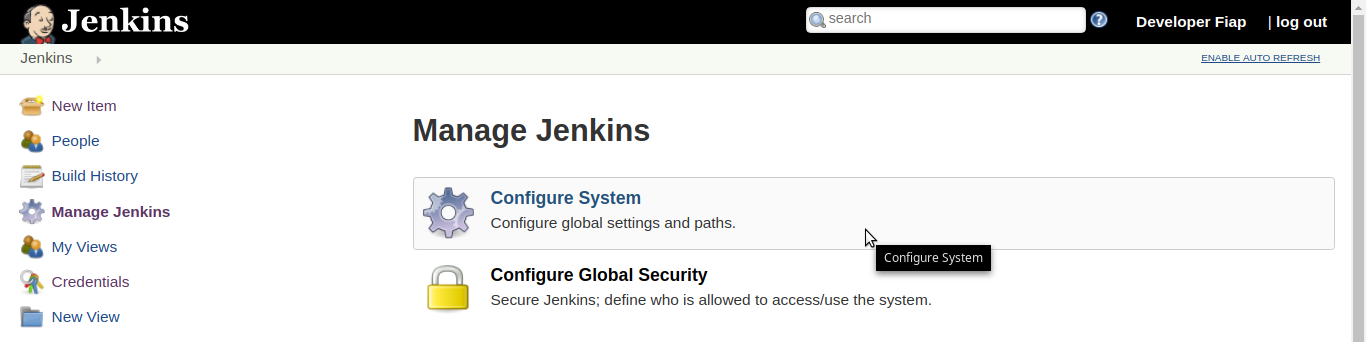 Jenkins
search
?
Developer Fiap
| log out
Jenkins
ENABLE AUTO REFRESH
New Item
People
Build History
Manage Jenkins
My Views
Credentials
New View
Manage Jenkins
Configure System
Configure global settings and paths.
Configure System
Configure Global Security
Secure Jenkins; define who is allowed to access/use the system.